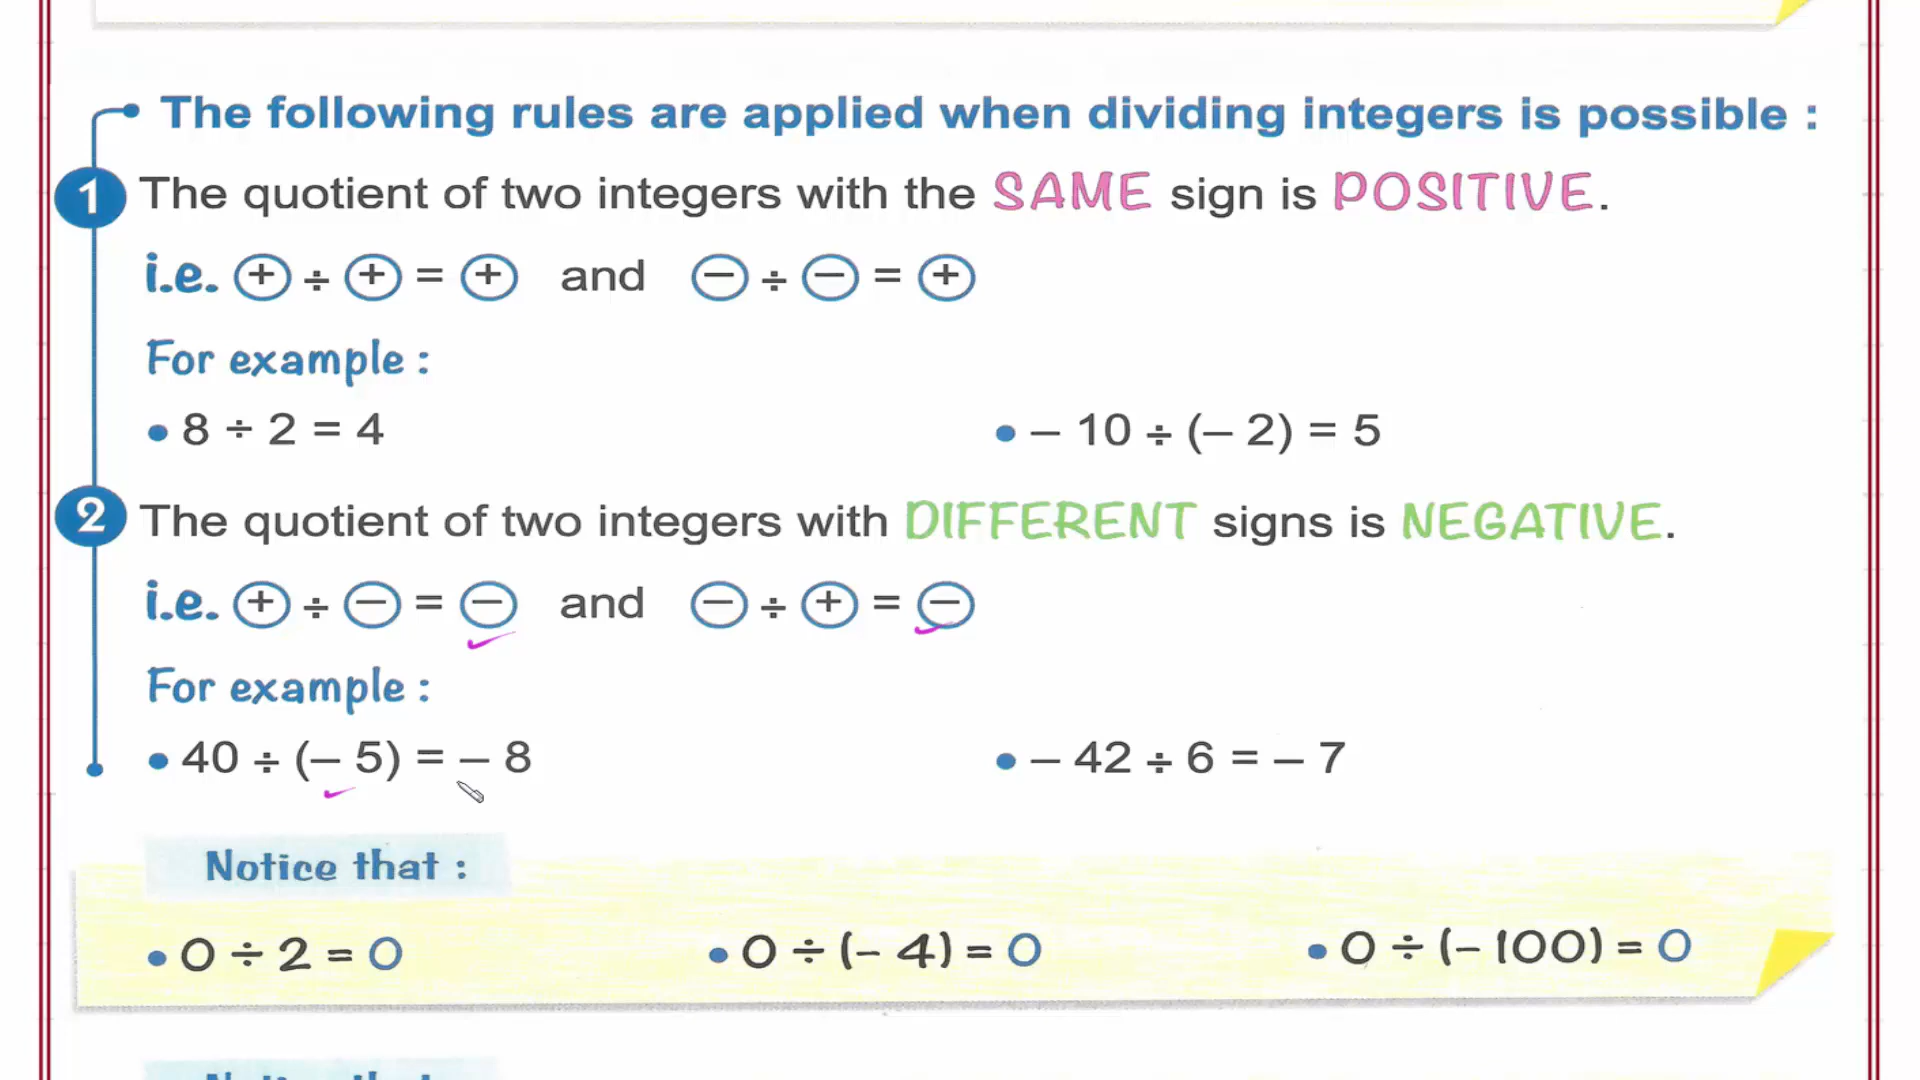 The following rules are applied when dividing integers is possible :
1 The quotient of two integers with the SAME sign is POSITIVE.
i.e. + ÷ + = + and – ÷ – = +
For example :
• 8 ÷ 2 = 4 • – 10 ÷ (– 2) = 5
2 The quotient of two integers with DIFFERENT signs is NEGATIVE.
i.e. + ÷ – = – and – ÷ + = –
For example :
• 40 ÷ (– 5) = – 8 • – 42 ÷ 6 = – 7
Notice that :
• 0 ÷ 2 = 0 • 0 ÷ (– 4) = 0 • 0 ÷ (– 100) = 0